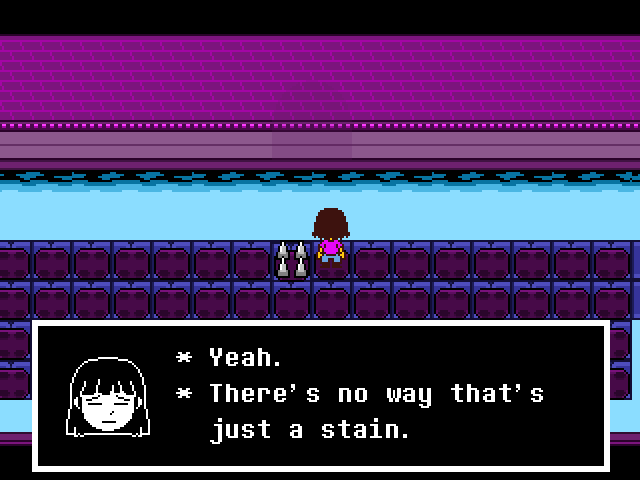 * Yeah.
* There's no way that's
just a stain.